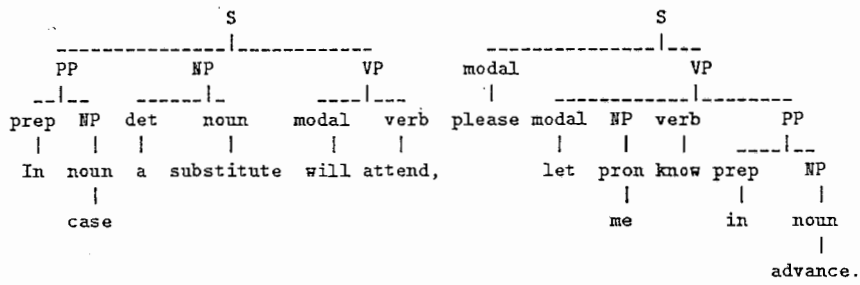 S S
PP NP VP modal VP
prep NP det noun modal verb please modal NP verb PP
In noun a substitute will attend, let pron know prep NP
case me in noun
advance.